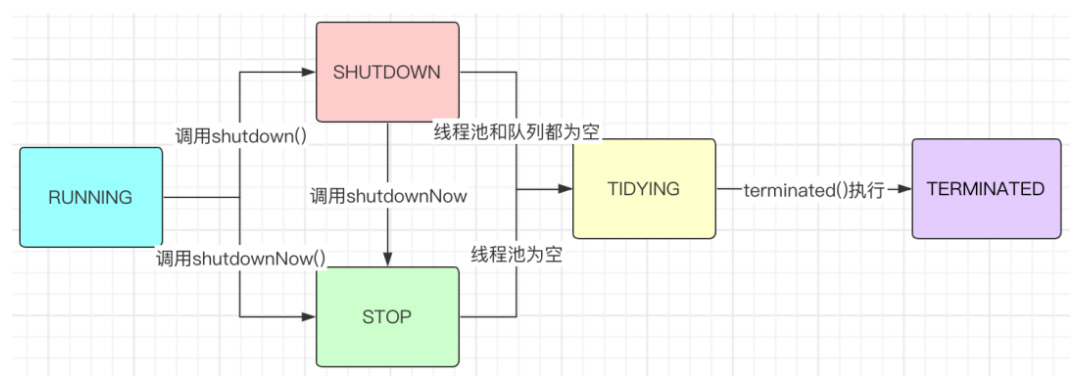 SHUTDOWN
调用shutdown()
线程池和队列都为空
RUNNING
调用shutdownNow
TIDYING
terminated()执行
TERMINATED
调用shutdownNow()
线程池为空
STOP